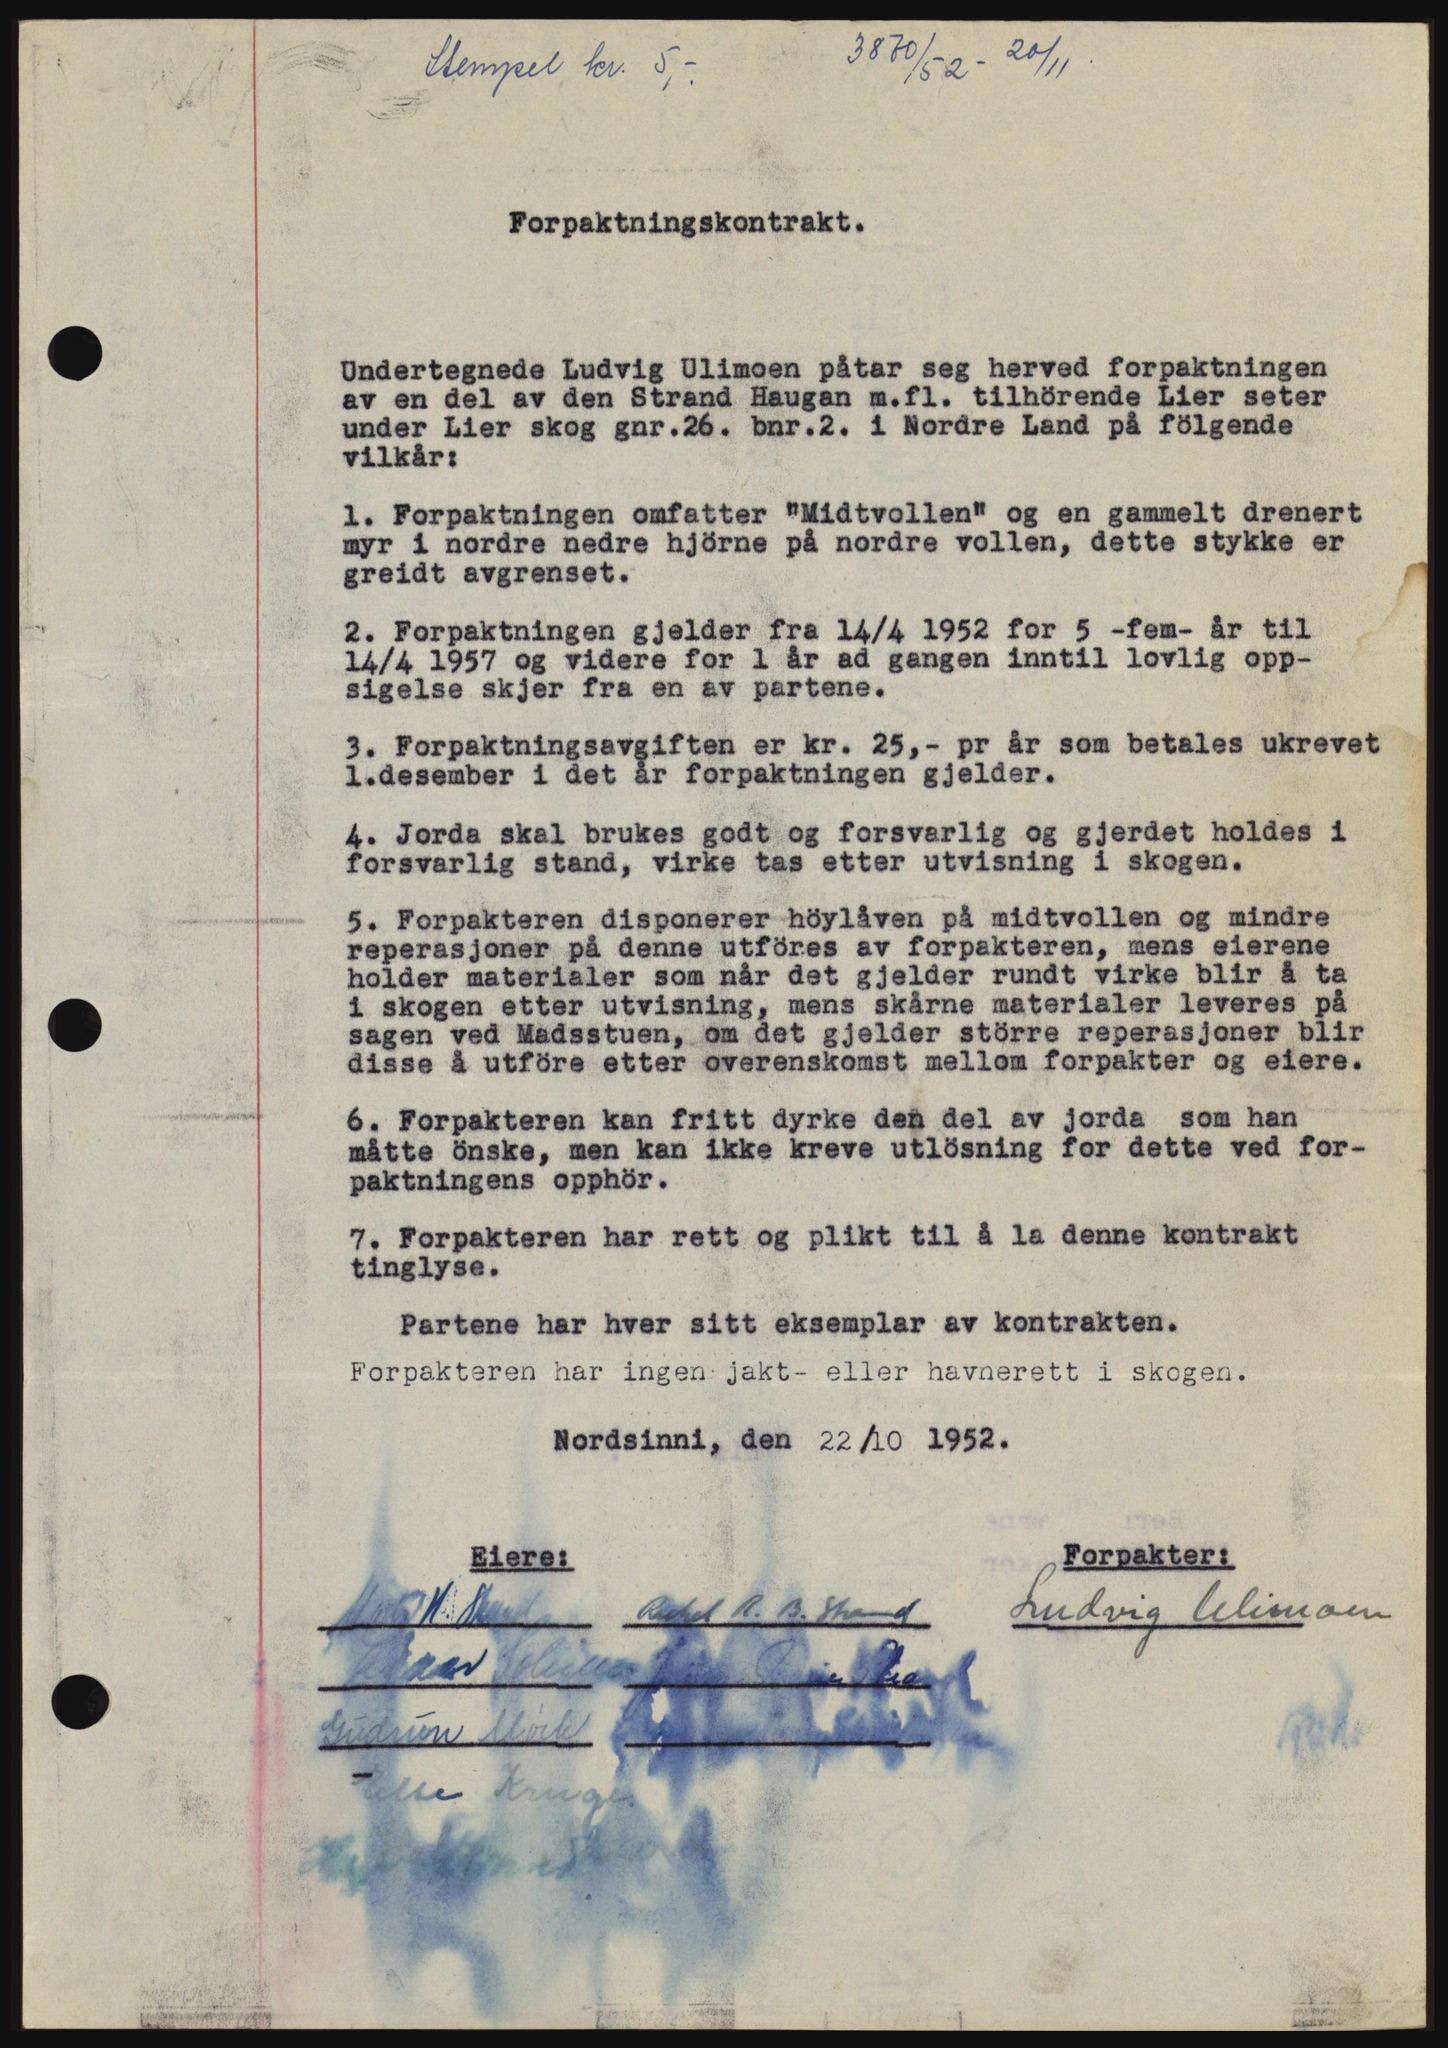 Stempel kr. 5,-.
3870/52 - 20/11.
Forpaktningskontrakt.
Undertegnede Ludvig Ulimoen påtar seg herved forpaktningen
av en del av den Strand Haugan m.fl. tilhörende Lier seter
under Lier skog gnr.26. bnr.2. i Nordre Land på fölgende
vilkår:
1. Forpaktningen omfatter "Midtvollen" og en gammelt drenert
myr i nordre nedre hjörne på nordre vollen, dette stykke er
greidt avgrenset.
2. Forpaktningen gjelder fra 14/4 1952 for 5 -fem- år til
14/4 1957 og videre for 1 år ad gangen inntil lovlig opp-
sigelse skjer fra en av partene.
3. Forpaktningsavgiften er kr. 25,- pr år som betales ukrevet
1.desember i det år forpaktningen gjelder.
4. Jorda skal brukes godt og forsvarlig og gjerdet holdes i
forsvarlig stand, virke tas etter utvisning i skogen.
5. Forpakteren disponerer höylåven på midtvollen og mindre
reperasjoner på denne utföres av forpakteren, mens eierene
holder materialer som når det gjelder rundt virke blir å ta
i skogen etter utvisning, mens skårne materialer leveres på
sagen ved Madsstuen, om det gjelder större reperasjoner blir
disse å utföre etter overenskomst mellom forpakter og eiere.
6. Forpakteren kan fritt dyrke den del av jorda som han
måtte önske, men kan ikke kreve utlösning for dette ved for-
paktningens opphör.
7. Forpakteren har rett og plikt til å la denne kontrakt
tinglyse.
Partene har hver sitt eksemplar av kontrakten.
Forpakteren har ingen jakt- eller havnerett i skogen.
Nordsinni, den 22/10 1952.
Eiere:
Forpakter:
R. B. Strand
Ludvig Ulimoen
Gudrun Mörk
Else